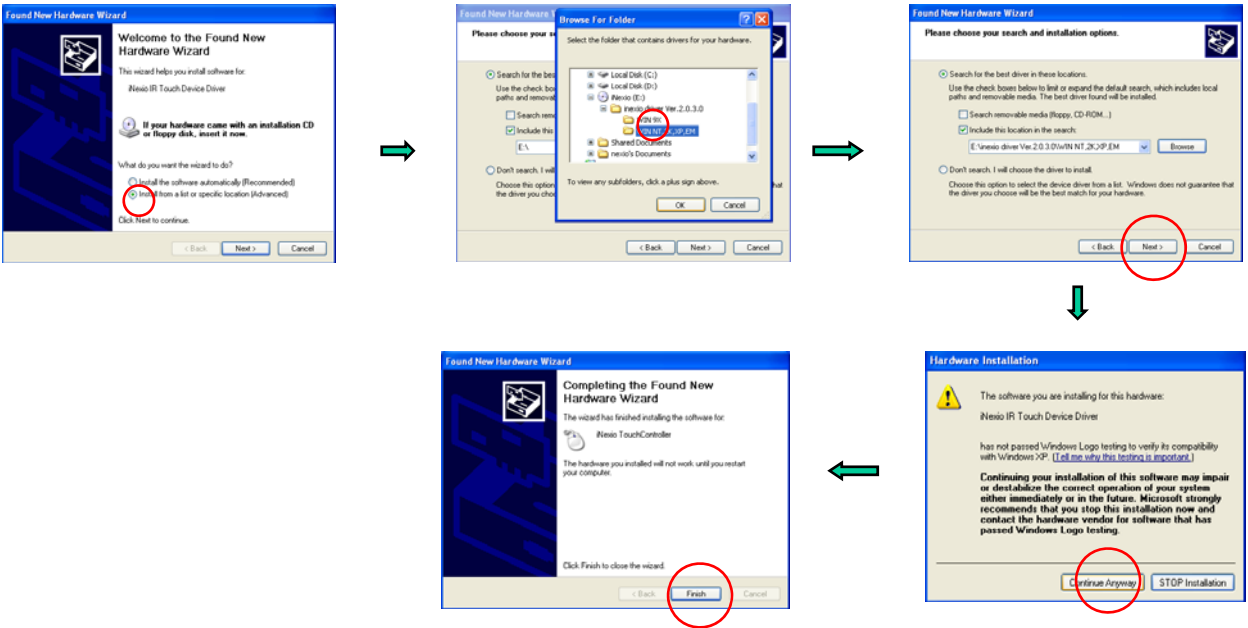 Found New Hardware Wizard
Welcome to the Found New
Hardware Wizard
This wizard helps you install software for:
iNexio IR Touch Device Driver
If your hardware came with an installation CD
or floppy disk, insert it now.
What do you want the wizard to do?
Install the software automatically (Recommended)
Install from a list or specific location (Advanced)
Click Next to continue.
< Back
Next >
Cancel
Found New Hardware
Please choose your
Search for the bes
Use the check bo
paths and removal
Search
Include this
E:\
Don't search. I will
Choose this option
the driver you cho
hat
< Back
Next >
Cancel
Browse For Folder
Select the folder that contains drivers for your hardware.
Local Disk (C:)
Local Disk (D:)
iNexio (E:)
inexio driver Ver.2.0.3.0
WIN 9X
WIN NT,2K,XP,EM
Shared Documents
nexio's Documents
To view any subfolders, click a plus sign above.
OK
Cancel
Found New Hardware Wizard
Please choose your search and installation options.
Search for the best driver in these locations.
Use the check boxes below to limit or expand the default search, which includes local
paths and removable media. The best driver found will be installed.
Search removable media (floppy, CD-ROM...)
Include this location in the search:
E:\inexio driver Ver.2.0.3.0\WIN NT,2K,XP,EM
Browse
Don't search. I will choose the driver to install.
Choose this option to select the device driver from a list. Windows does not guarantee that
the driver you choose will be the best match for your hardware.
< Back
Next >
Cancel
Hardware Installation
The software you are installing for this hardware:
iNexio IR Touch Device Driver
has not passed Windows Logo testing to verify its compatibility
with Windows XP. (Tell me why this testing is important.)
Continuing your installation of this software may impair
or destabilize the correct operation of your system
either immediately or in the future. Microsoft strongly
recommends that you stop this installation now and
contact the hardware vendor for software that has
passed Windows Logo testing.
Continue Anyway
STOP Installation
Found New Hardware Wizard
Completing the Found New
Hardware Wizard
The wizard has finished installing the software for:
iNexio TouchController
The hardware you installed will not work until you restart
your computer.
Click Finish to close the wizard.
< Back
Finish
Cancel